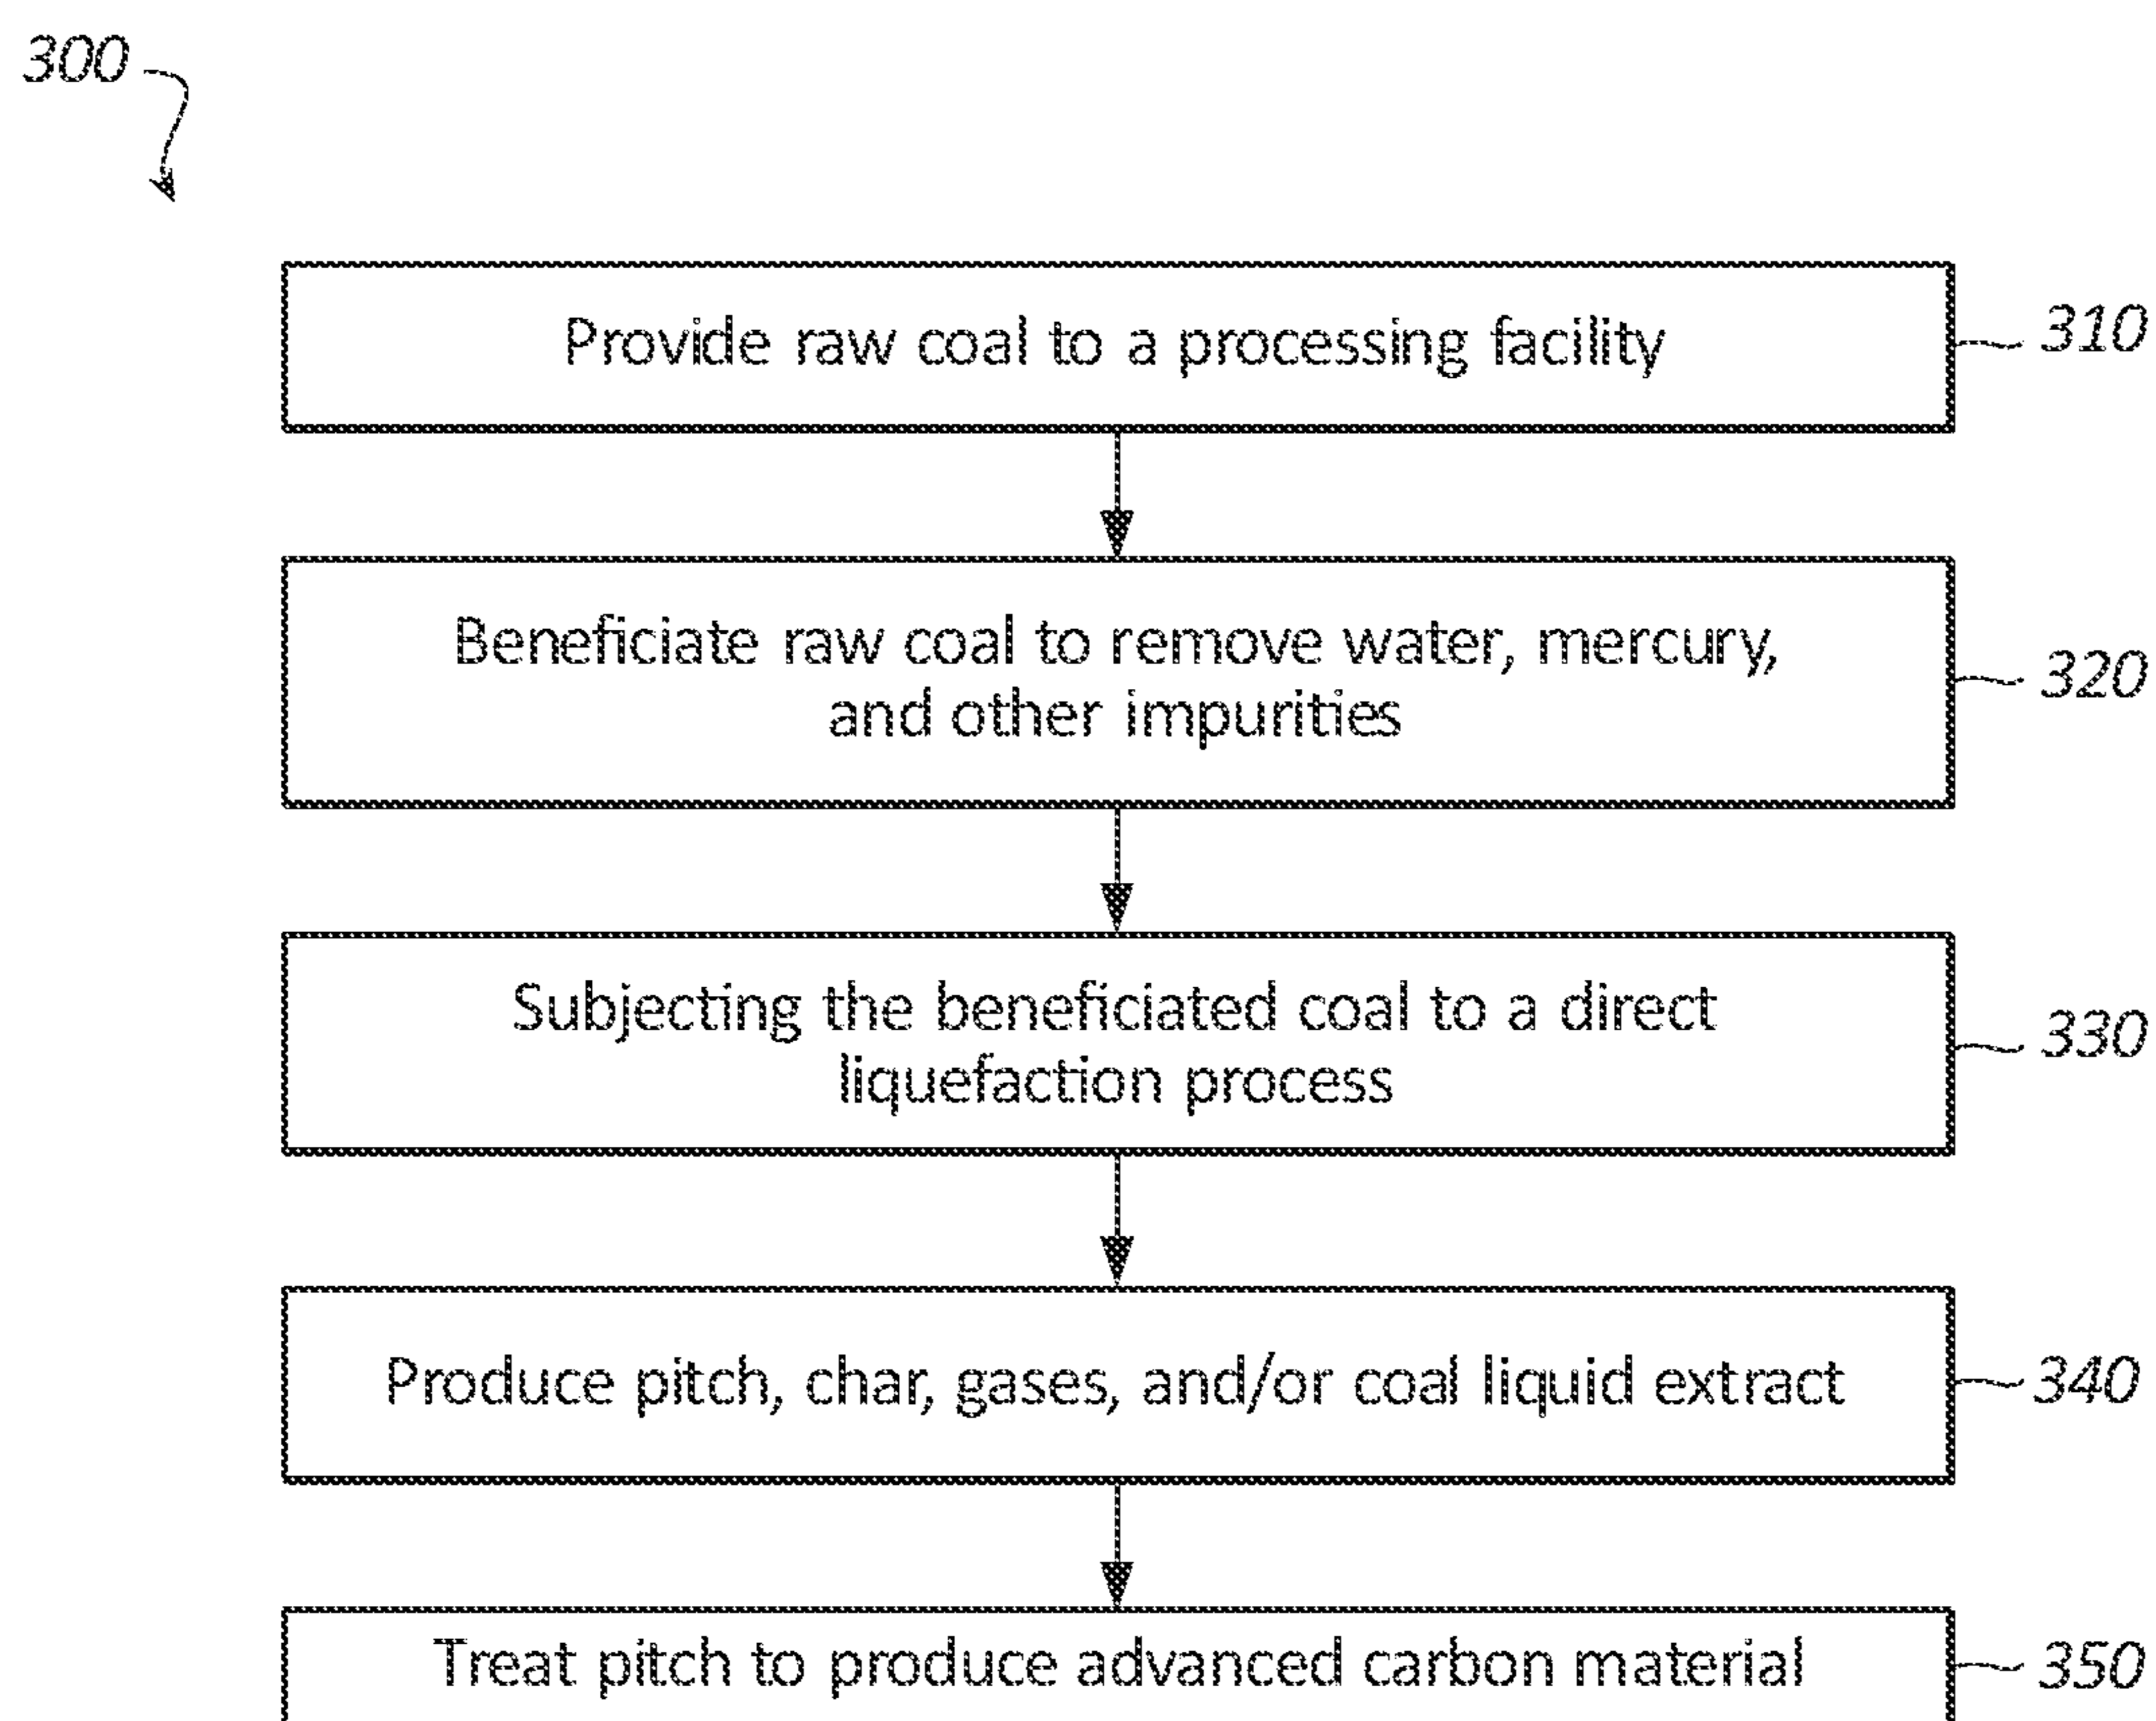 300
Provide raw coal to a processing facility
310
Beneficiate raw coal to remove water, mercury,
and other impurities
320
Subjecting the beneficiated coal to a direct
liquefaction process
330
Produce pitch, char, gases, and/or coal liquid extract
340
Treat pitch to produce advanced carbon material
350